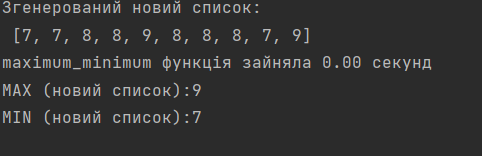 Згенерований новий список:
[7, 7, 8, 8, 9, 8, 8, 8, 7, 9]
maximum_minimum функція зайняла 0.00 секунд
MAX (новий список):9
MIN (новий список):7